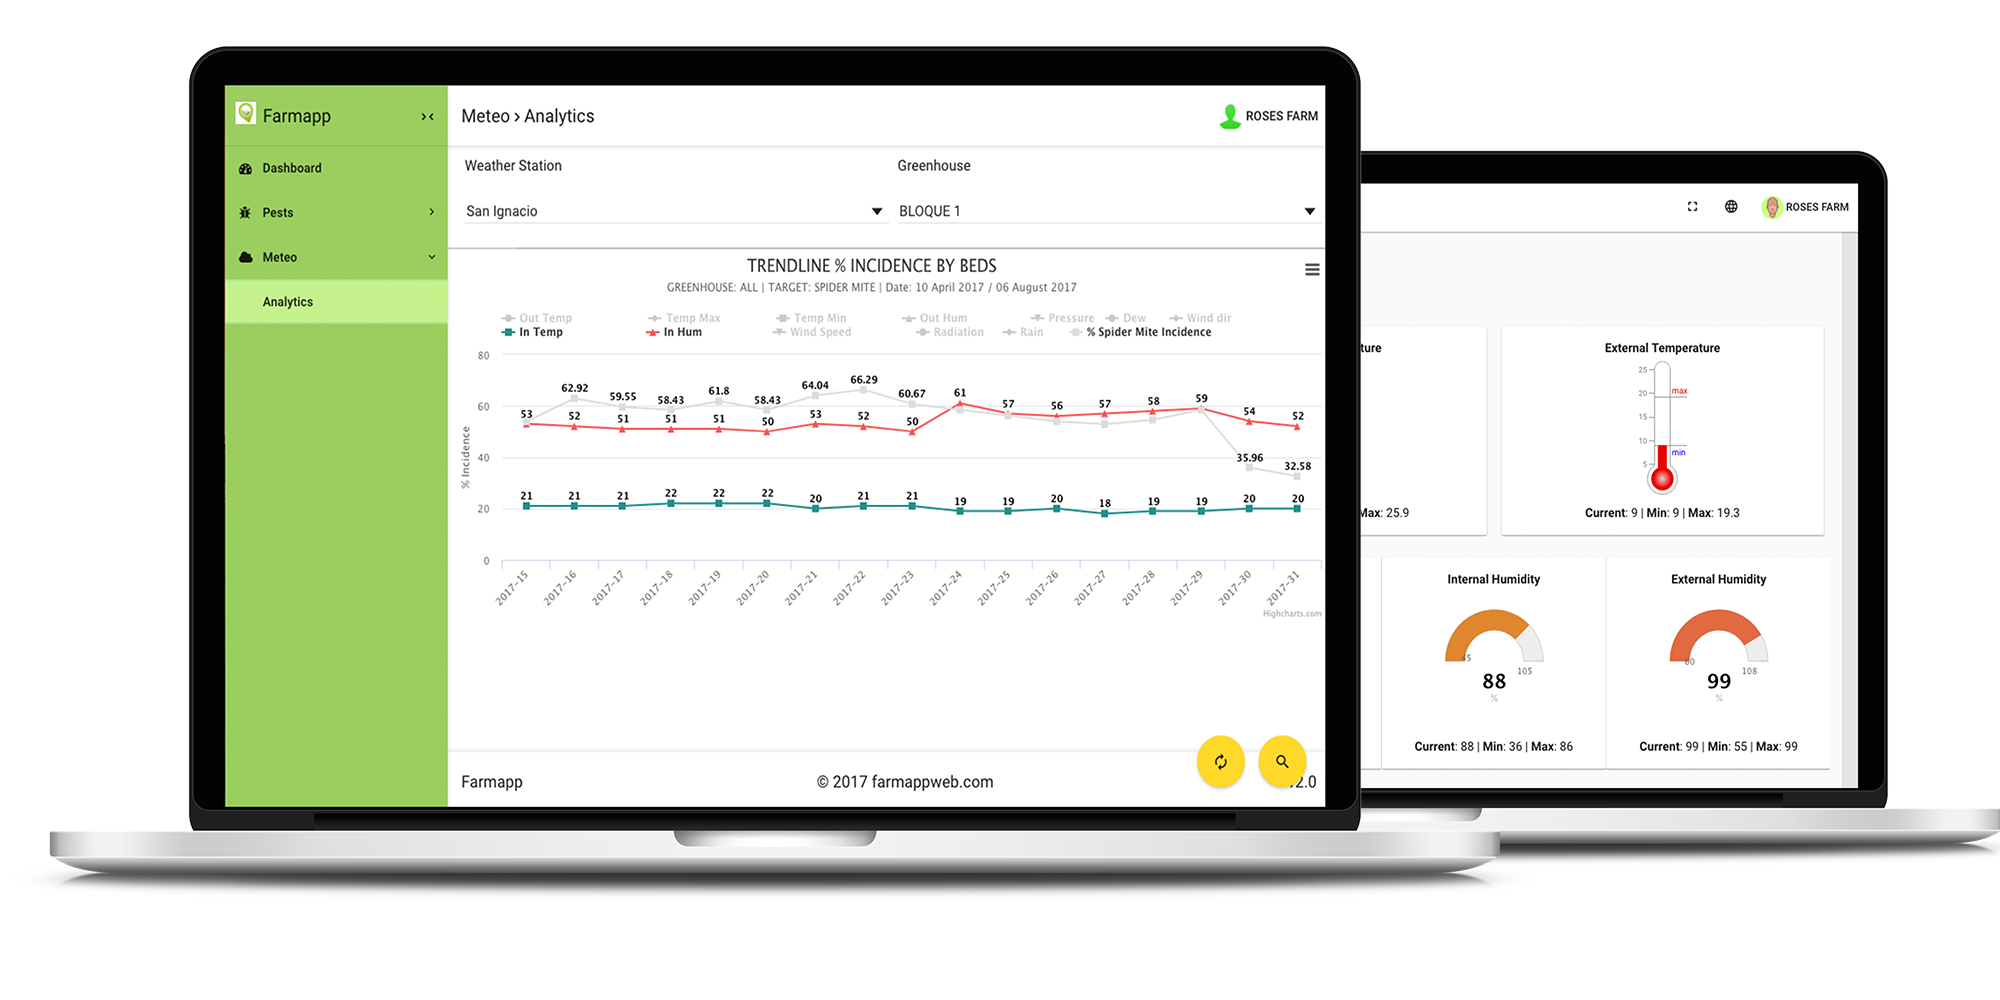 Farmapp
Dashboard
Pests
Meteo
Analytics
Meteo › Analytics
ROSES FARM
Weather Station
Greenhouse
San Ignacio
BLOQUE 1
TRENDLINE % INCIDENCE BY BEDS
GREENHOUSE: ALL | TARGET: SPIDER MITE | Date: 10 April 2017 / 06 August 2017
Out Temp Temp Max Temp Min Out Hum Pressure Dew Wind dir
In Temp In Hum Wind Speed Radiation Rain % Spider Mite Incidence
% Incidence
80
60
40
20
0
53 62.92 59.55 58.43 61.8 58.43 64.04 66.29 60.67 61 57 56 57 58 59 54 52
52 51 51 51 50 53 52 50 35.96 32.58
21 21 21 22 22 22 20 21 21 19 19 20 18 19 19 20 20
2017-15 2017-16 2017-17 2017-18 2017-19 2017-20 2017-21 2017-22 2017-23 2017-24 2017-25 2017-26 2017-27 2017-28 2017-29 2017-30 2017-31
Highcharts.com
Farmapp
© 2017 farmappweb.com
2.0
ROSES FARM
ture
Max: 25.9
External Temperature
25
20
15
10
5
max
min
Current: 9 | Min: 9 | Max: 19.3
Internal Humidity
45
105
88
%
Current: 88 | Min: 36 | Max: 86
External Humidity
108
99
%
Current: 99 | Min: 55 | Max: 99